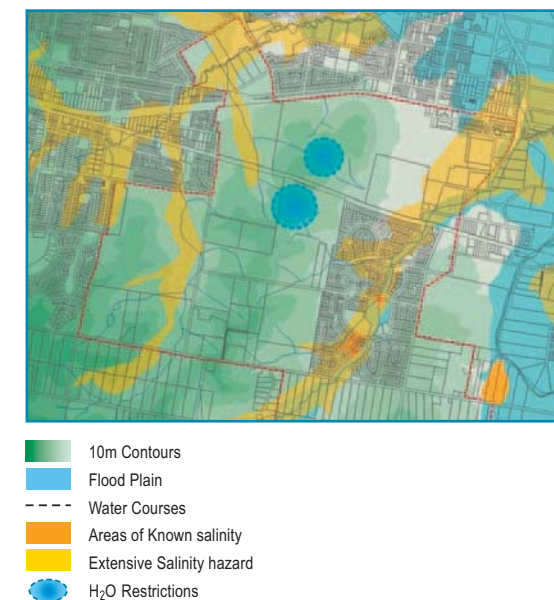 10m Contours
Flood Plain
Water Courses
Areas of Known salinity
Extensive Salinity hazard
H₂O Restrictions